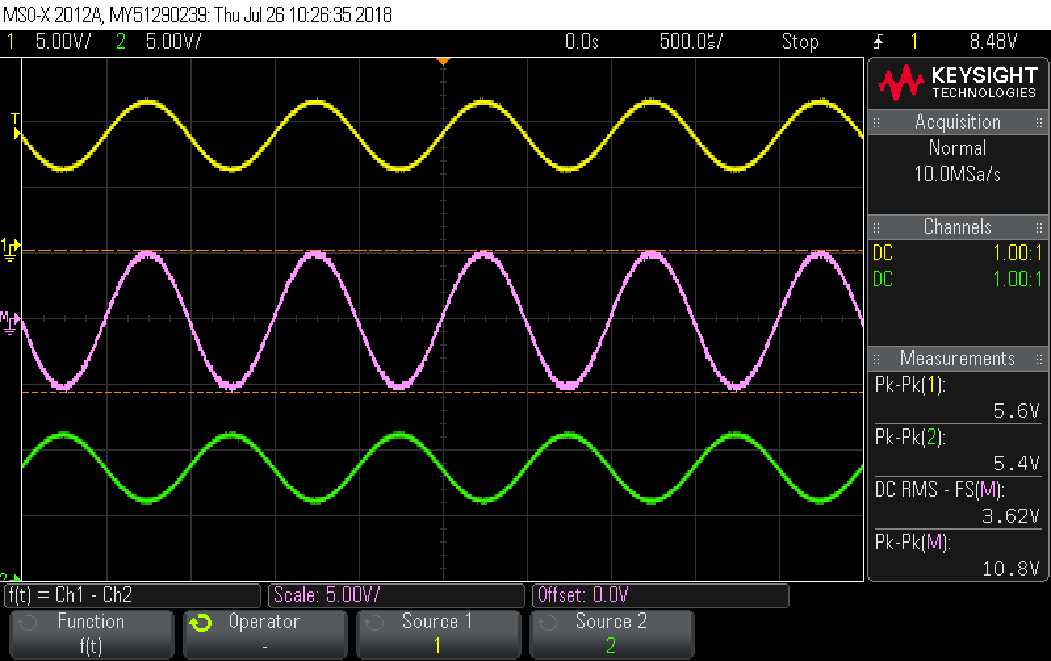 MSO-X 2012A, MY51290239: Thu Jul 26 10:26:35 2018
1 5.00V/ 2 5.00V/ 0.0s 500.0s/ Stop 1 8.48V
T
1
M
2
KEYSIGHT
TECHNOLOGIES
Acquisition
Normal
10.0MSa/s
Channels
DC 1.00:1
DC 1.00:1
Measurements
Pk-Pk(1):
5.6V
Pk-Pk(2):
5.4V
DC RMS - FS(M):
3.62V
Pk-Pk(M):
10.8V
f(t) = Ch1 - Ch2
Scale: 5.00V/
Offset: 0.0V
Function
f(t)
Operator
-
Source 1
1
Source 2
2